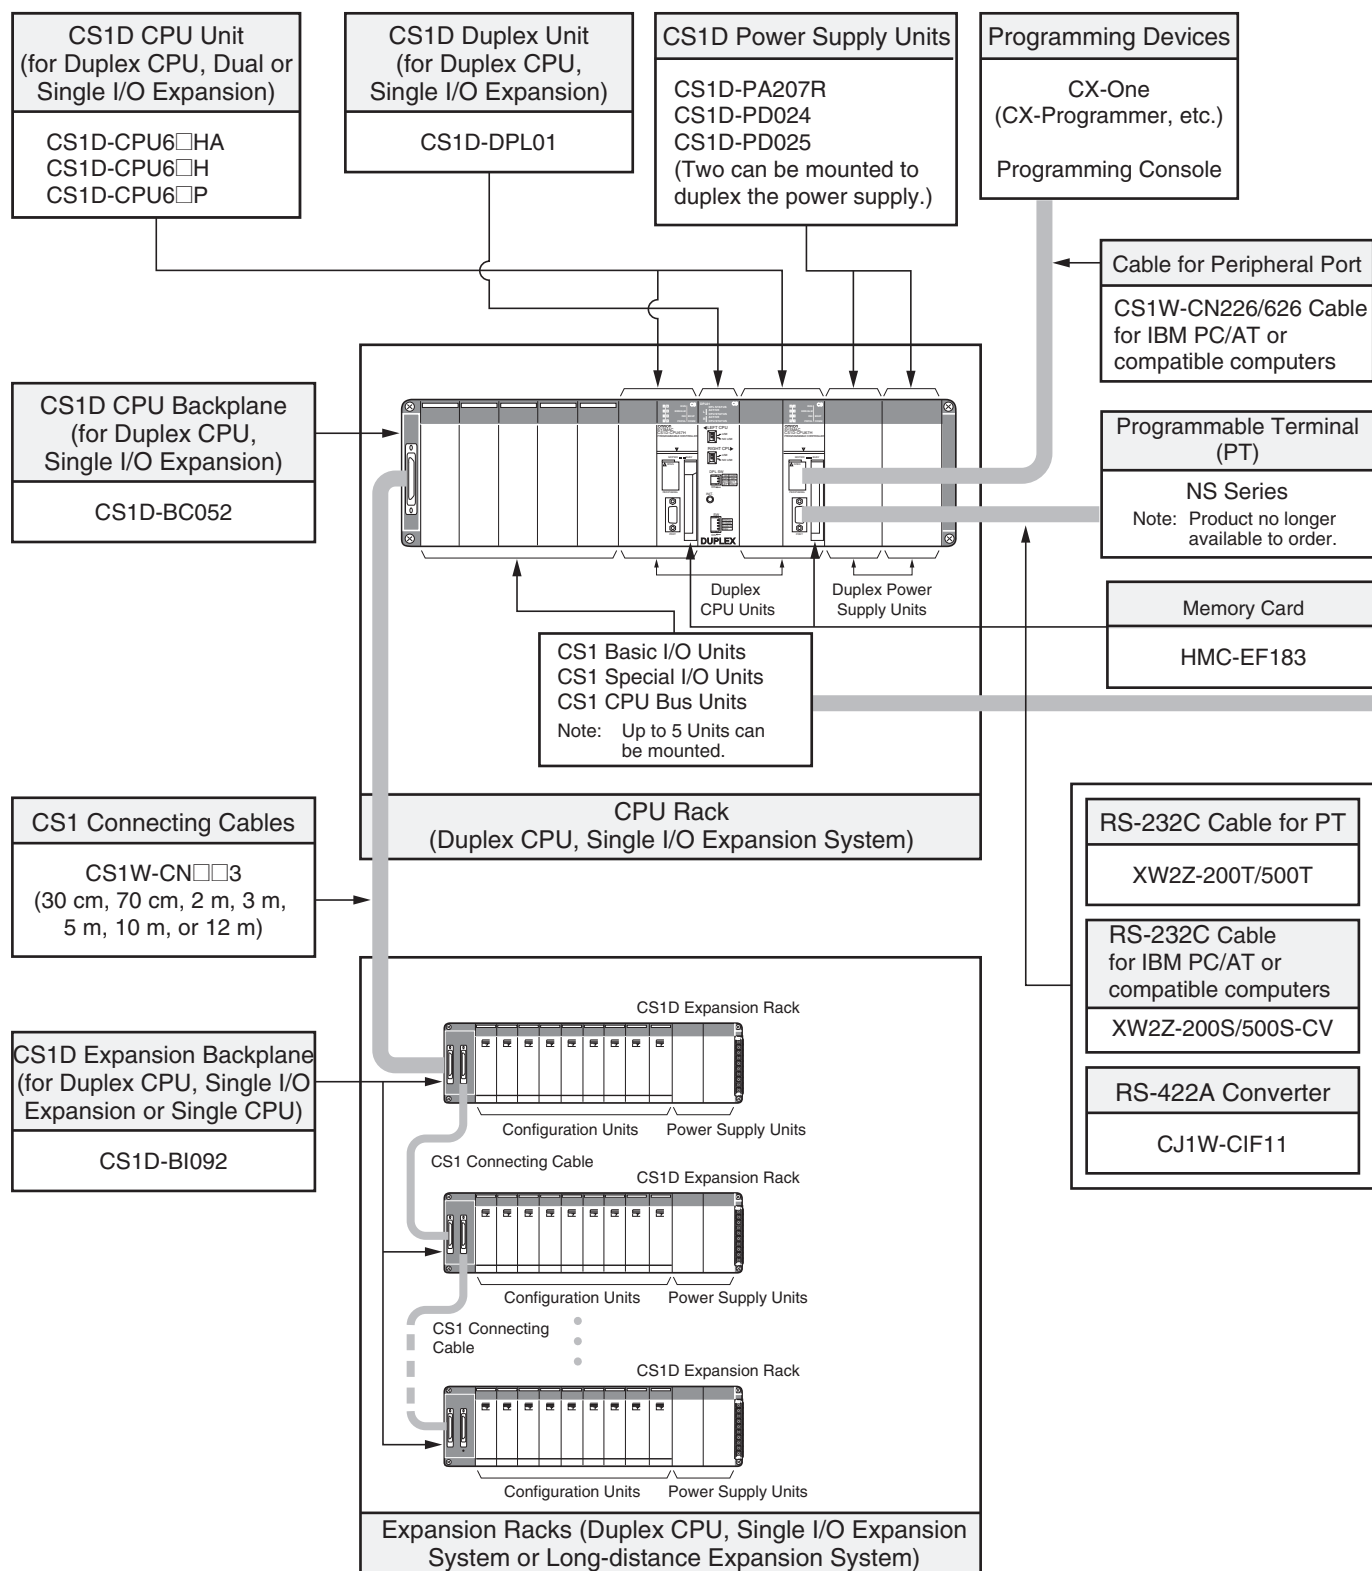 CS1D CPU Unit
(for Duplex CPU, Dual or
Single I/O Expansion)
CS1D-CPU6□HA
CS1D-CPU6□H
CS1D-CPU6□P
CS1D Duplex Unit
(for Duplex CPU,
Single I/O Expansion)
CS1D-DPL01
CS1D Power Supply Units
CS1D-PA207R
CS1D-PD024
CS1D-PD025
(Two can be mounted to
duplex the power supply.)
Programming Devices
CX-One
(CX-Programmer, etc.)
Programming Console
Cable for Peripheral Port
CS1W-CN226/626 Cable
for IBM PC/AT or
compatible computers
CS1D CPU Backplane
(for Duplex CPU,
Single I/O Expansion)
CS1D-BC052
LEFT CPU
RIGHT CPU
DPL SW
DUPLEX
Programmable Terminal
(PT)
NS Series
Note: Product no longer
available to order.
Duplex
CPU Units
Duplex Power
Supply Units
Memory Card
HMC-EF183
CS1 Basic I/O Units
CS1 Special I/O Units
CS1 CPU Bus Units
Note: Up to 5 Units can
be mounted.
CPU Rack
(Duplex CPU, Single I/O Expansion System)
CS1 Connecting Cables
CS1W-CN□□3
(30 cm, 70 cm, 2 m, 3 m,
5 m, 10 m, or 12 m)
RS-232C Cable for PT
XW2Z-200T/500T
RS-232C Cable
for IBM PC/AT or
compatible computers
XW2Z-200S/500S-CV
RS-422A Converter
CJ1W-CIF11
CS1D Expansion Backplane
(for Duplex CPU, Single I/O
Expansion or Single CPU)
CS1D-BI092
CS1D Expansion Rack
Configuration Units
Power Supply Units
CS1 Connecting Cable
CS1D Expansion Rack
Configuration Units
Power Supply Units
CS1 Connecting
Cable
CS1D Expansion Rack
Configuration Units
Power Supply Units
Expansion Racks (Duplex CPU, Single I/O Expansion
System or Long-distance Expansion System)